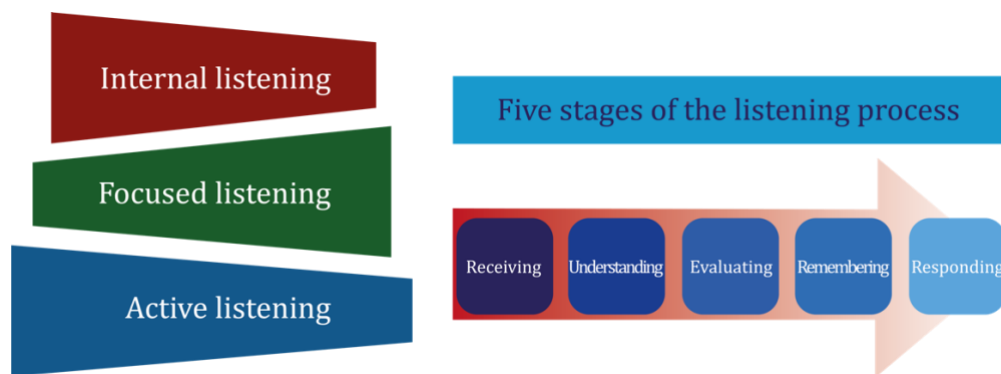 Internal listening
Focused listening
Active listening
Five stages of the listening process
Receiving
Understanding
Evaluating
Remembering
Responding